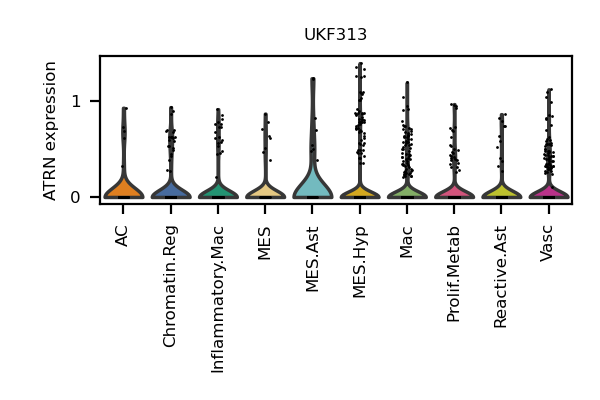 UKF313
ATRN expression
1
0
AC
Chromatin.Reg
Inflammatory.Mac
MES
MES.Ast
MES.Hyp
Mac
Prolif.Metab
Reactive.Ast
Vasc